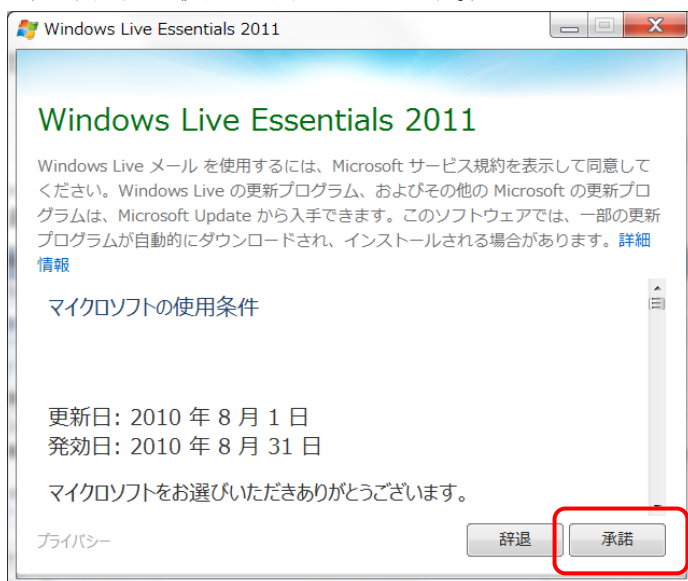 Windows Live Essentials 2011
Windows Live Essentials 2011
Windows Live メール を使用するには、Microsoft サービス規約を表示して同意して
ください。Windows Live の更新プログラム、およびその他の Microsoft の更新プロ
グラムは、Microsoft Update から入手できます。このソフトウェアでは、一部の更新
プログラムが自動的にダウンロードされ、インストールされる場合があります。詳細
情報
マイクロソフトの使用条件
更新日: 2010 年 8 月 1 日
発効日: 2010 年 8 月 31 日
マイクロソフトをお選びいただきありがとうございます。
プライバシー
辞退
承諾